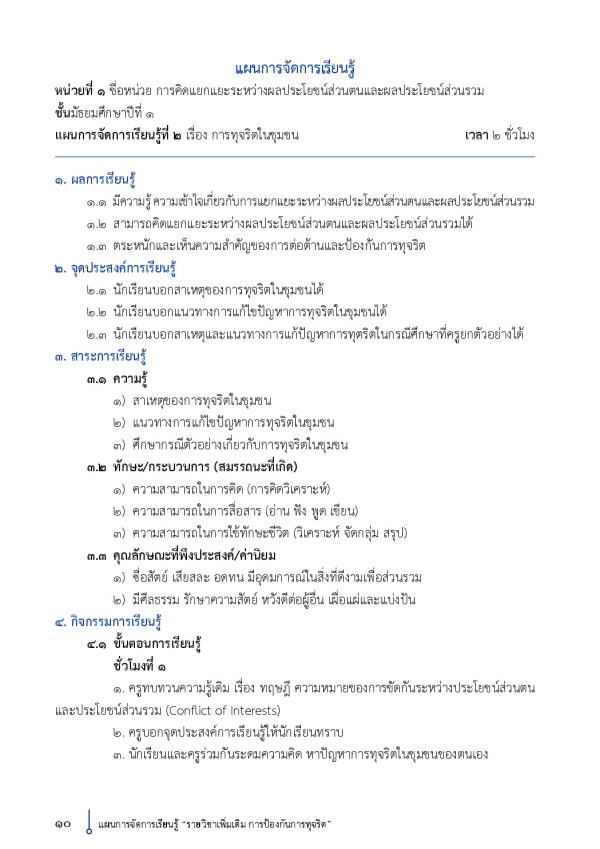 แผนการจัดการเรียนรู้
หน่วยที่ ๑ ชื่อหน่วย การคิดแยกแยะระหว่างผลประโยชน์ส่วนตนและผลประโยชน์ส่วนรวม
ชั้นมัธยมศึกษาปีที่ ๑
แผนการจัดการเรียนรู้ที่ ๒ เรื่อง การทุจริตในชุมชน เวลา ๒ ชั่วโมง
๑. ผลการเรียนรู้
๑.๑ มีความรู้ ความเข้าใจเกี่ยวกับการแยกแยะระหว่างผลประโยชน์ส่วนตนและผลประโยชน์ส่วนรวม
๑.๒ สามารถคิดแยกแยะระหว่างผลประโยชน์ส่วนตนและผลประโยชน์ส่วนรวมได้
๑.๓ ตระหนักและเห็นความสำคัญของการต่อต้านและป้องกันการทุจริต
๒. จุดประสงค์การเรียนรู้
๒.๑ นักเรียนบอกสาเหตุของการทุจริตในชุมชนได้
๒.๒ นักเรียนบอกแนวทางการแก้ไขปัญหาการทุจริตในชุมชนได้
๒.๓ นักเรียนบอกสาเหตุและแนวทางการแก้ปัญหาการทุตริตในกรณีศึกษาที่ครูยกตัวอย่างได้
๓. สาระการเรียนรู้
๓.๑ ความรู้
๑) สาเหตุของการทุจริตในชุมชน
๒) แนวทางการแก้ไขปัญหาการทุจริตในชุมชน
๓) ศึกษากรณีตัวอย่างเกี่ยวกับการทุจริตในชุมชน
๓.๒ ทักษะ/กระบวนการ (สมรรถนะที่เกิด)
๑) ความสามารถในการคิด (การคิดวิเคราะห์)
๒) ความสามารถในการสื่อสาร (อ่าน ฟัง พูด เขียน)
๓) ความสามารถในการใช้ทักษะชีวิต (วิเคราะห์ จัดกลุ่ม สรุป)
๓.๓ คุณลักษณะที่พึงประสงค์/ค่านิยม
๑) ซื่อสัตย์ เสียสละ อดทน มีอุดมการณ์ในสิ่งที่ดีงามเพื่อส่วนรวม
๒) มีศีลธรรม รักษาความสัตย์ หวังดีต่อผู้อื่น เผื่อแผ่และแบ่งปัน
๔. กิจกรรมการเรียนรู้
๔.๑ ขั้นตอนการเรียนรู้
ชั่วโมงที่ ๑
๑. ครูทบทวนความรู้เดิม เรื่อง ทฤษฎี ความหมายของการขัดกันระหว่างประโยชน์ส่วนตน
และประโยชน์ส่วนรวม (Conflict of Interests)
๒. ครูบอกจุดประสงค์การเรียนรู้ให้นักเรียนทราบ
๓. นักเรียนและครูร่วมกันระดมความคิด หาปัญหาการทุจริตในชุมชนของตนเอง
๑๐ แผนการจัดการเรียนรู้ “รายวิชาเพิ่มเติม การป้องกันการทุจริต”